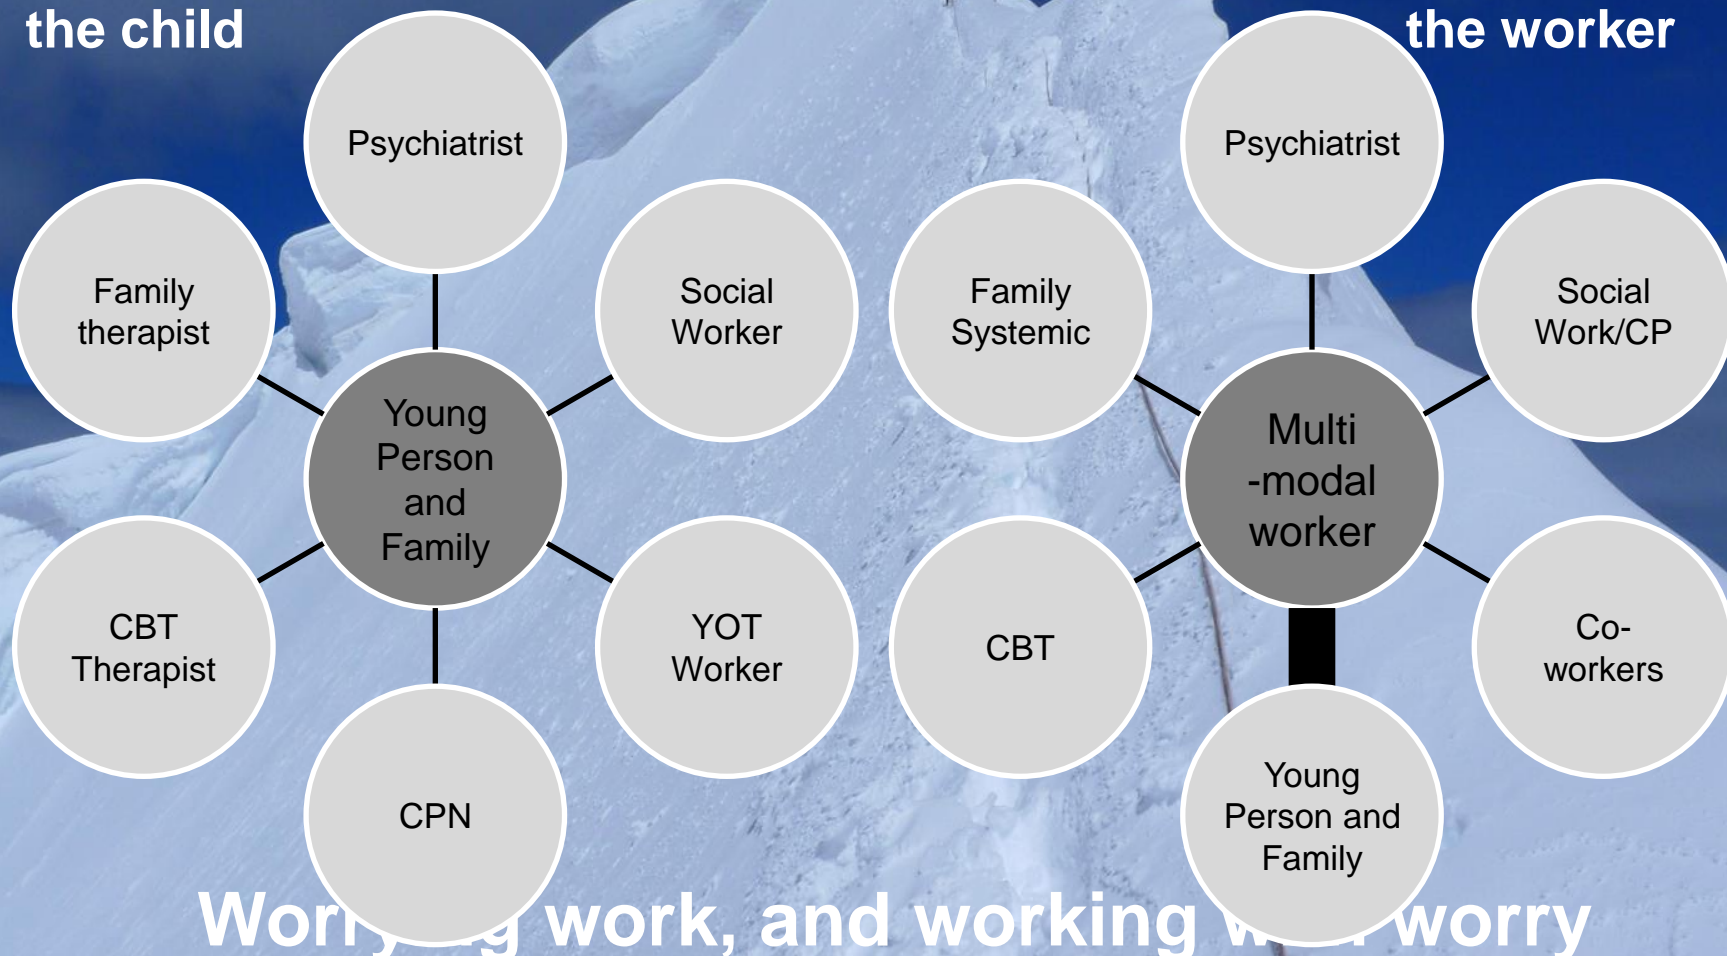 the child
the worker
Psychiatrist
Family
therapist
Social
Worker
Young
Person
and
Family
CBT
Therapist
YOT
Worker
CPN
Psychiatrist
Family
Systemic
Social
Work/CP
Multi
-modal
worker
CBT
Co-
workers
Young
Person and
Family
work, and working worry